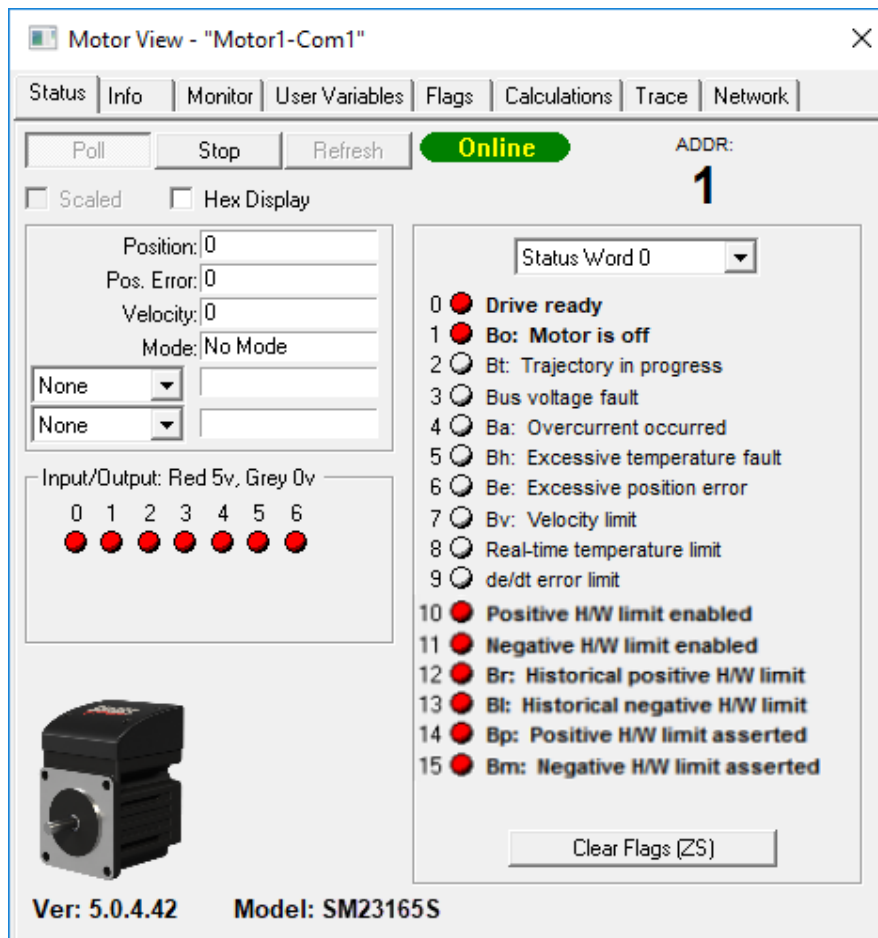 Motor View - "Motor1-Com1"
Status Info Monitor User Variables Flags Calculations Trace Network
Poll Stop Refresh Online ADDR:
1
Scaled Hex Display
Position: 0
Pos. Error: 0
Velocity: 0
Mode: No Mode
None
None
Input/Output: Red 5v, Grey 0v
0 1 2 3 4 5 6
Status Word 0
0 Drive ready
1 Bo: Motor is off
2 Bt: Trajectory in progress
3 Bus voltage fault
4 Ba: Overcurrent occurred
5 Bh: Excessive temperature fault
6 Be: Excessive position error
7 Bv: Velocity limit
8 Real-time temperature limit
9 de/dt error limit
10 Positive H/W limit enabled
11 Negative H/W limit enabled
12 Br: Historical positive H/W limit
13 Bl: Historical negative H/W limit
14 Bp: Positive H/W limit asserted
15 Bm: Negative H/W limit asserted
Clear Flags (ZS)
Ver: 5.0.4.42 Model: SM23165S